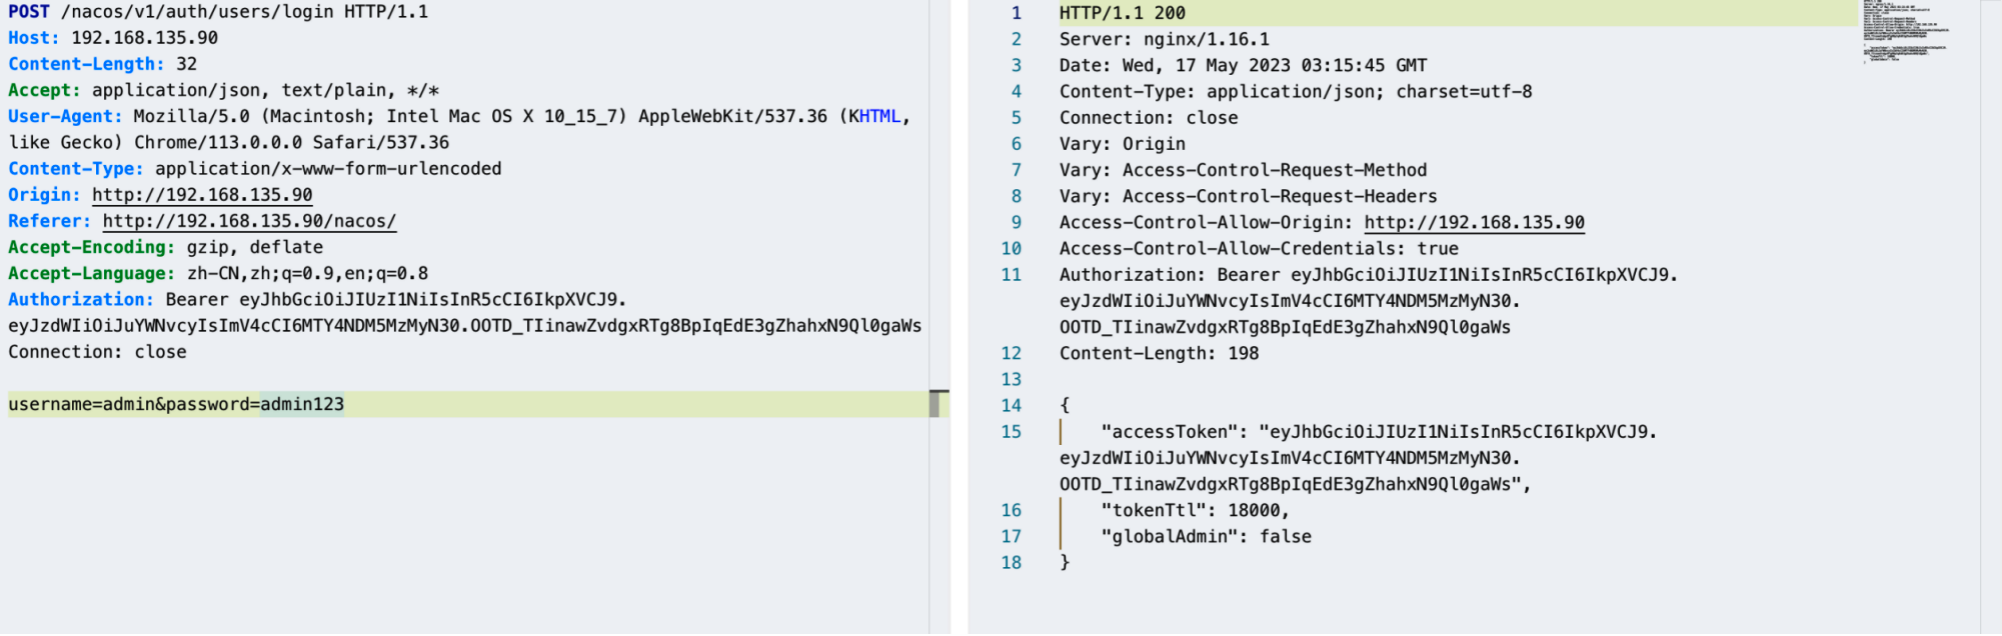 POST /nacos/v1/auth/users/login HTTP/1.1
Host: 192.168.135.90
Content-Length: 32
Accept: application/json, text/plain, */*
User-Agent: Mozilla/5.0 (Macintosh; Intel Mac OS X 10_15_7) AppleWebKit/537.36 (KHTML,
like Gecko) Chrome/113.0.0.0 Safari/537.36
Content-Type: application/x-www-form-urlencoded
Origin: http://192.168.135.90
Referer: http://192.168.135.90/nacos/
Accept-Encoding: gzip, deflate
Accept-Language: zh-CN,zh;q=0.9,en;q=0.8
Authorization: Bearer eyJhbGciOiJIUzI1NiIsInR5cCI6IkpXVCJ9.
eyJzdWIiOiJuYWNvcyIsImV4cCI6MTY4NDM5MzMyN30.OOTD_TIinawZvdgxRTg8BpIqEdE3gZhahxN9Ql0gaWs
Connection: close
username=admin&password=admin123
1 HTTP/1.1 200
2 Server: nginx/1.16.1
3 Date: Wed, 17 May 2023 03:15:45 GMT
4 Content-Type: application/json; charset=utf-8
5 Connection: close
6 Vary: Origin
7 Vary: Access-Control-Request-Method
8 Vary: Access-Control-Request-Headers
9 Access-Control-Allow-Origin: http://192.168.135.90
10 Access-Control-Allow-Credentials: true
11 Authorization: Bearer eyJhbGciOiJIUzI1NiIsInR5cCI6IkpXVCJ9.
eyJzdWIiOiJuYWNvcyIsImV4cCI6MTY4NDM5MzMyN30.
OOTD_TIinawZvdgxRTg8BpIqEdE3gZhahxN9Ql0gaWs
12 Content-Length: 198
13
14 {
15 "accessToken": "eyJhbGciOiJIUzI1NiIsInR5cCI6IkpXVCJ9.
eyJzdWIiOiJuYWNvcyIsImV4cCI6MTY4NDM5MzMyN30.
OOTD_TIinawZvdgxRTg8BpIqEdE3gZhahxN9Ql0gaWs",
16 "tokenTtl": 18000,
17 "globalAdmin": false
18 }